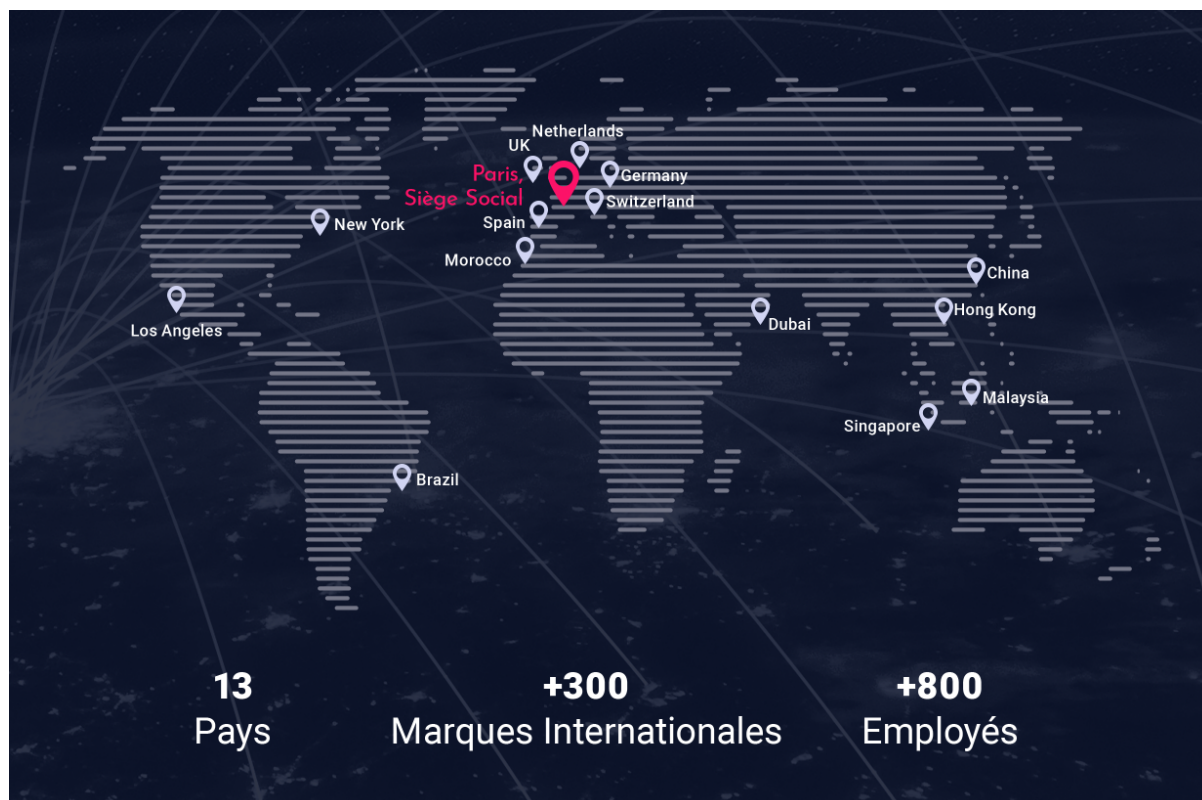 Netherlands
UK
Paris,
Siège Social
Germany
Switzerland
Spain
New York
Morocco
China
Los Angeles
Dubai
Hong Kong
Malaysia
Singapore
Brazil
13
Pays
+300
Marques Internationales
+800
Employés